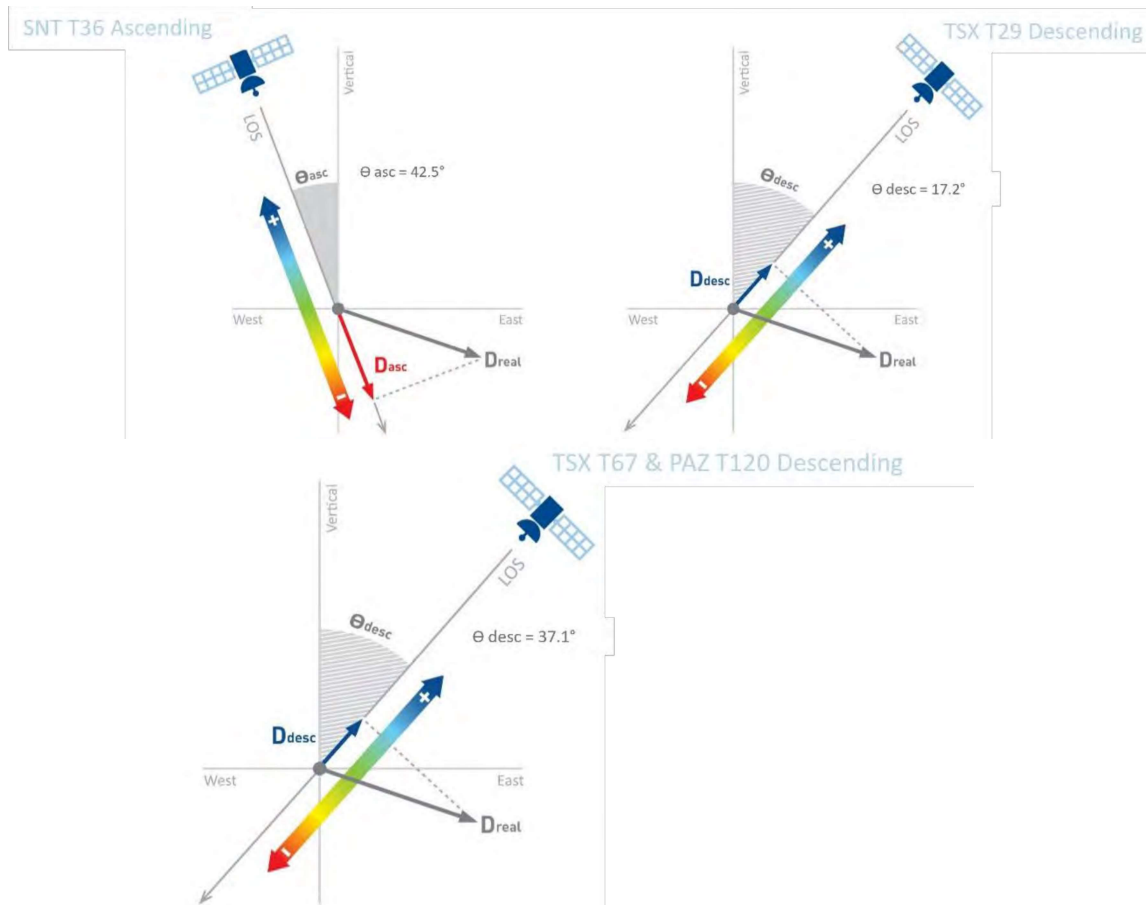 SNT T36 Ascending
Vertical
LOS
Θasc
Θ asc = 42.5°
+
West
East
Dasc
Dreal
-
TSX T29 Descending
Vertical
LOS
Θdesc
Θ desc = 17.2°
+
Ddesc
West
East
Dreal
-
TSX T67 & PAZ T120 Descending
Vertical
LOS
Θdesc
Θ desc = 37.1°
+
Ddesc
West
East
Dreal
-